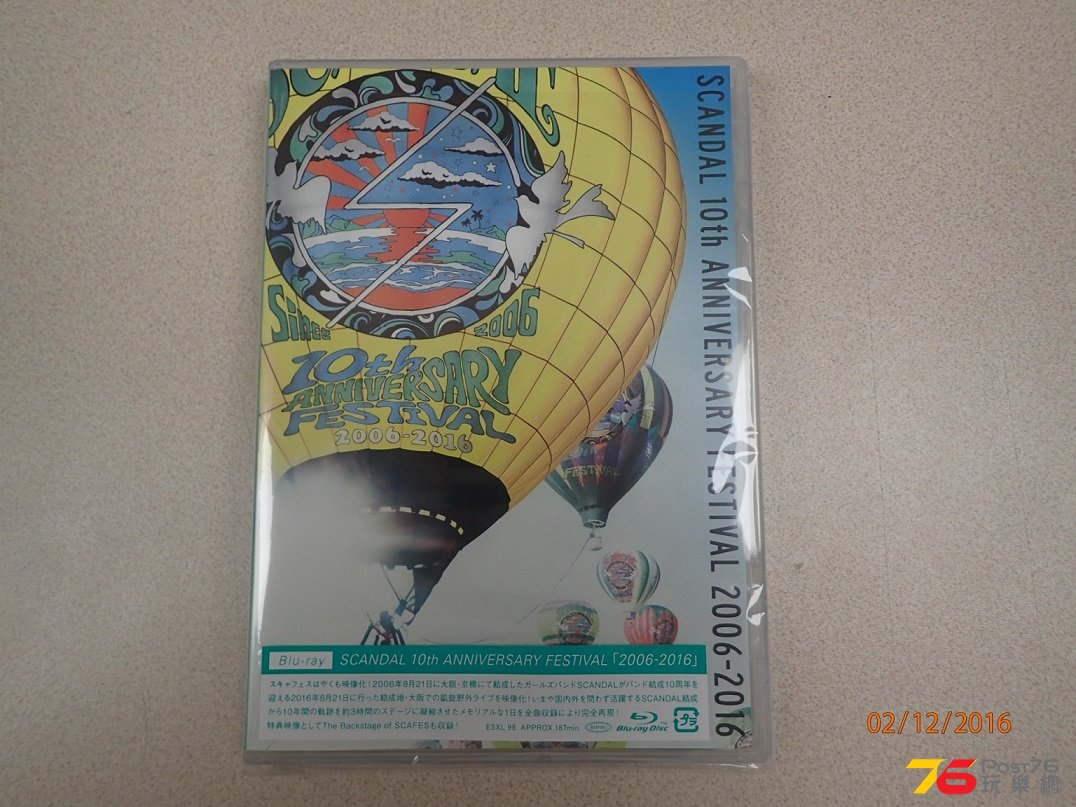 SCANDAL 10th ANNIVERSARY FESTIVAL 2006-2016
Since 2006
10th
ANNIVERSARY
FESTIVAL
2006-2016
FESTIVAL
Blu-ray SCANDAL 10th ANNIVERSARY FESTIVAL「2006-2016」
スキャフェスはやくも映像化!2006年8月21日に大阪・京橋にて結成したガールズバンドSCANDALがバンド結成10周年を
迎える2016年8月21日に行った結成地・大阪での凱旋野外ライブを映像化!いまや国内外を問わず活躍するSCANDAL結成
から10年間の軌跡を約3時間のステージに凝縮させたメモリアルな1日を全曲収録により完全再現!
特典映像としてThe Backstage of SCAFESも収録!
ESXL 99 APPROX 187min. EPIC Blu-ray Disc プラ
02/12/2016
76 Post76
玩樂網